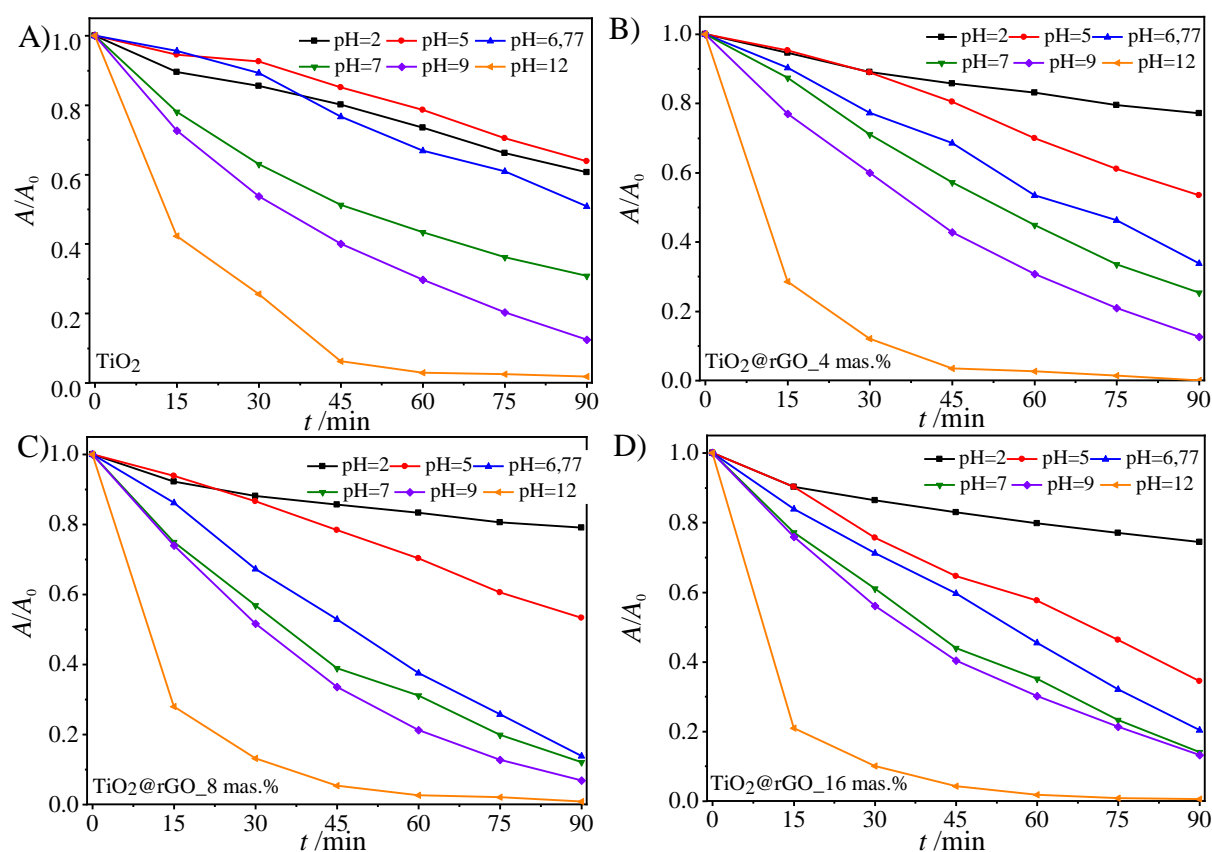 A)
pH=2 pH=5 pH=6,77
pH=7 pH=9 pH=12
1.0
0.8
0.6
0.4
0.2
0.0
A/A₀
TiO₂
0 15 30 45 60 75 90
t /min
B)
pH=2 pH=5 pH=6,77
pH=7 pH=9 pH=12
1.0
0.8
0.6
0.4
0.2
0.0
A/A₀
TiO₂@rGO_4 mas.%
0 15 30 45 60 75 90
t /min
C)
pH=2 pH=5 pH=6,77
pH=7 pH=9 pH=12
1.0
0.8
0.6
0.4
0.2
0.0
A/A₀
TiO₂@rGO_8 mas.%
0 15 30 45 60 75 90
t /min
D)
pH=2 pH=5 pH=6,77
pH=7 pH=9 pH=12
1.0
0.8
0.6
0.4
0.2
0.0
A/A₀
TiO₂@rGO_16 mas.%
0 15 30 45 60 75 90
t /min